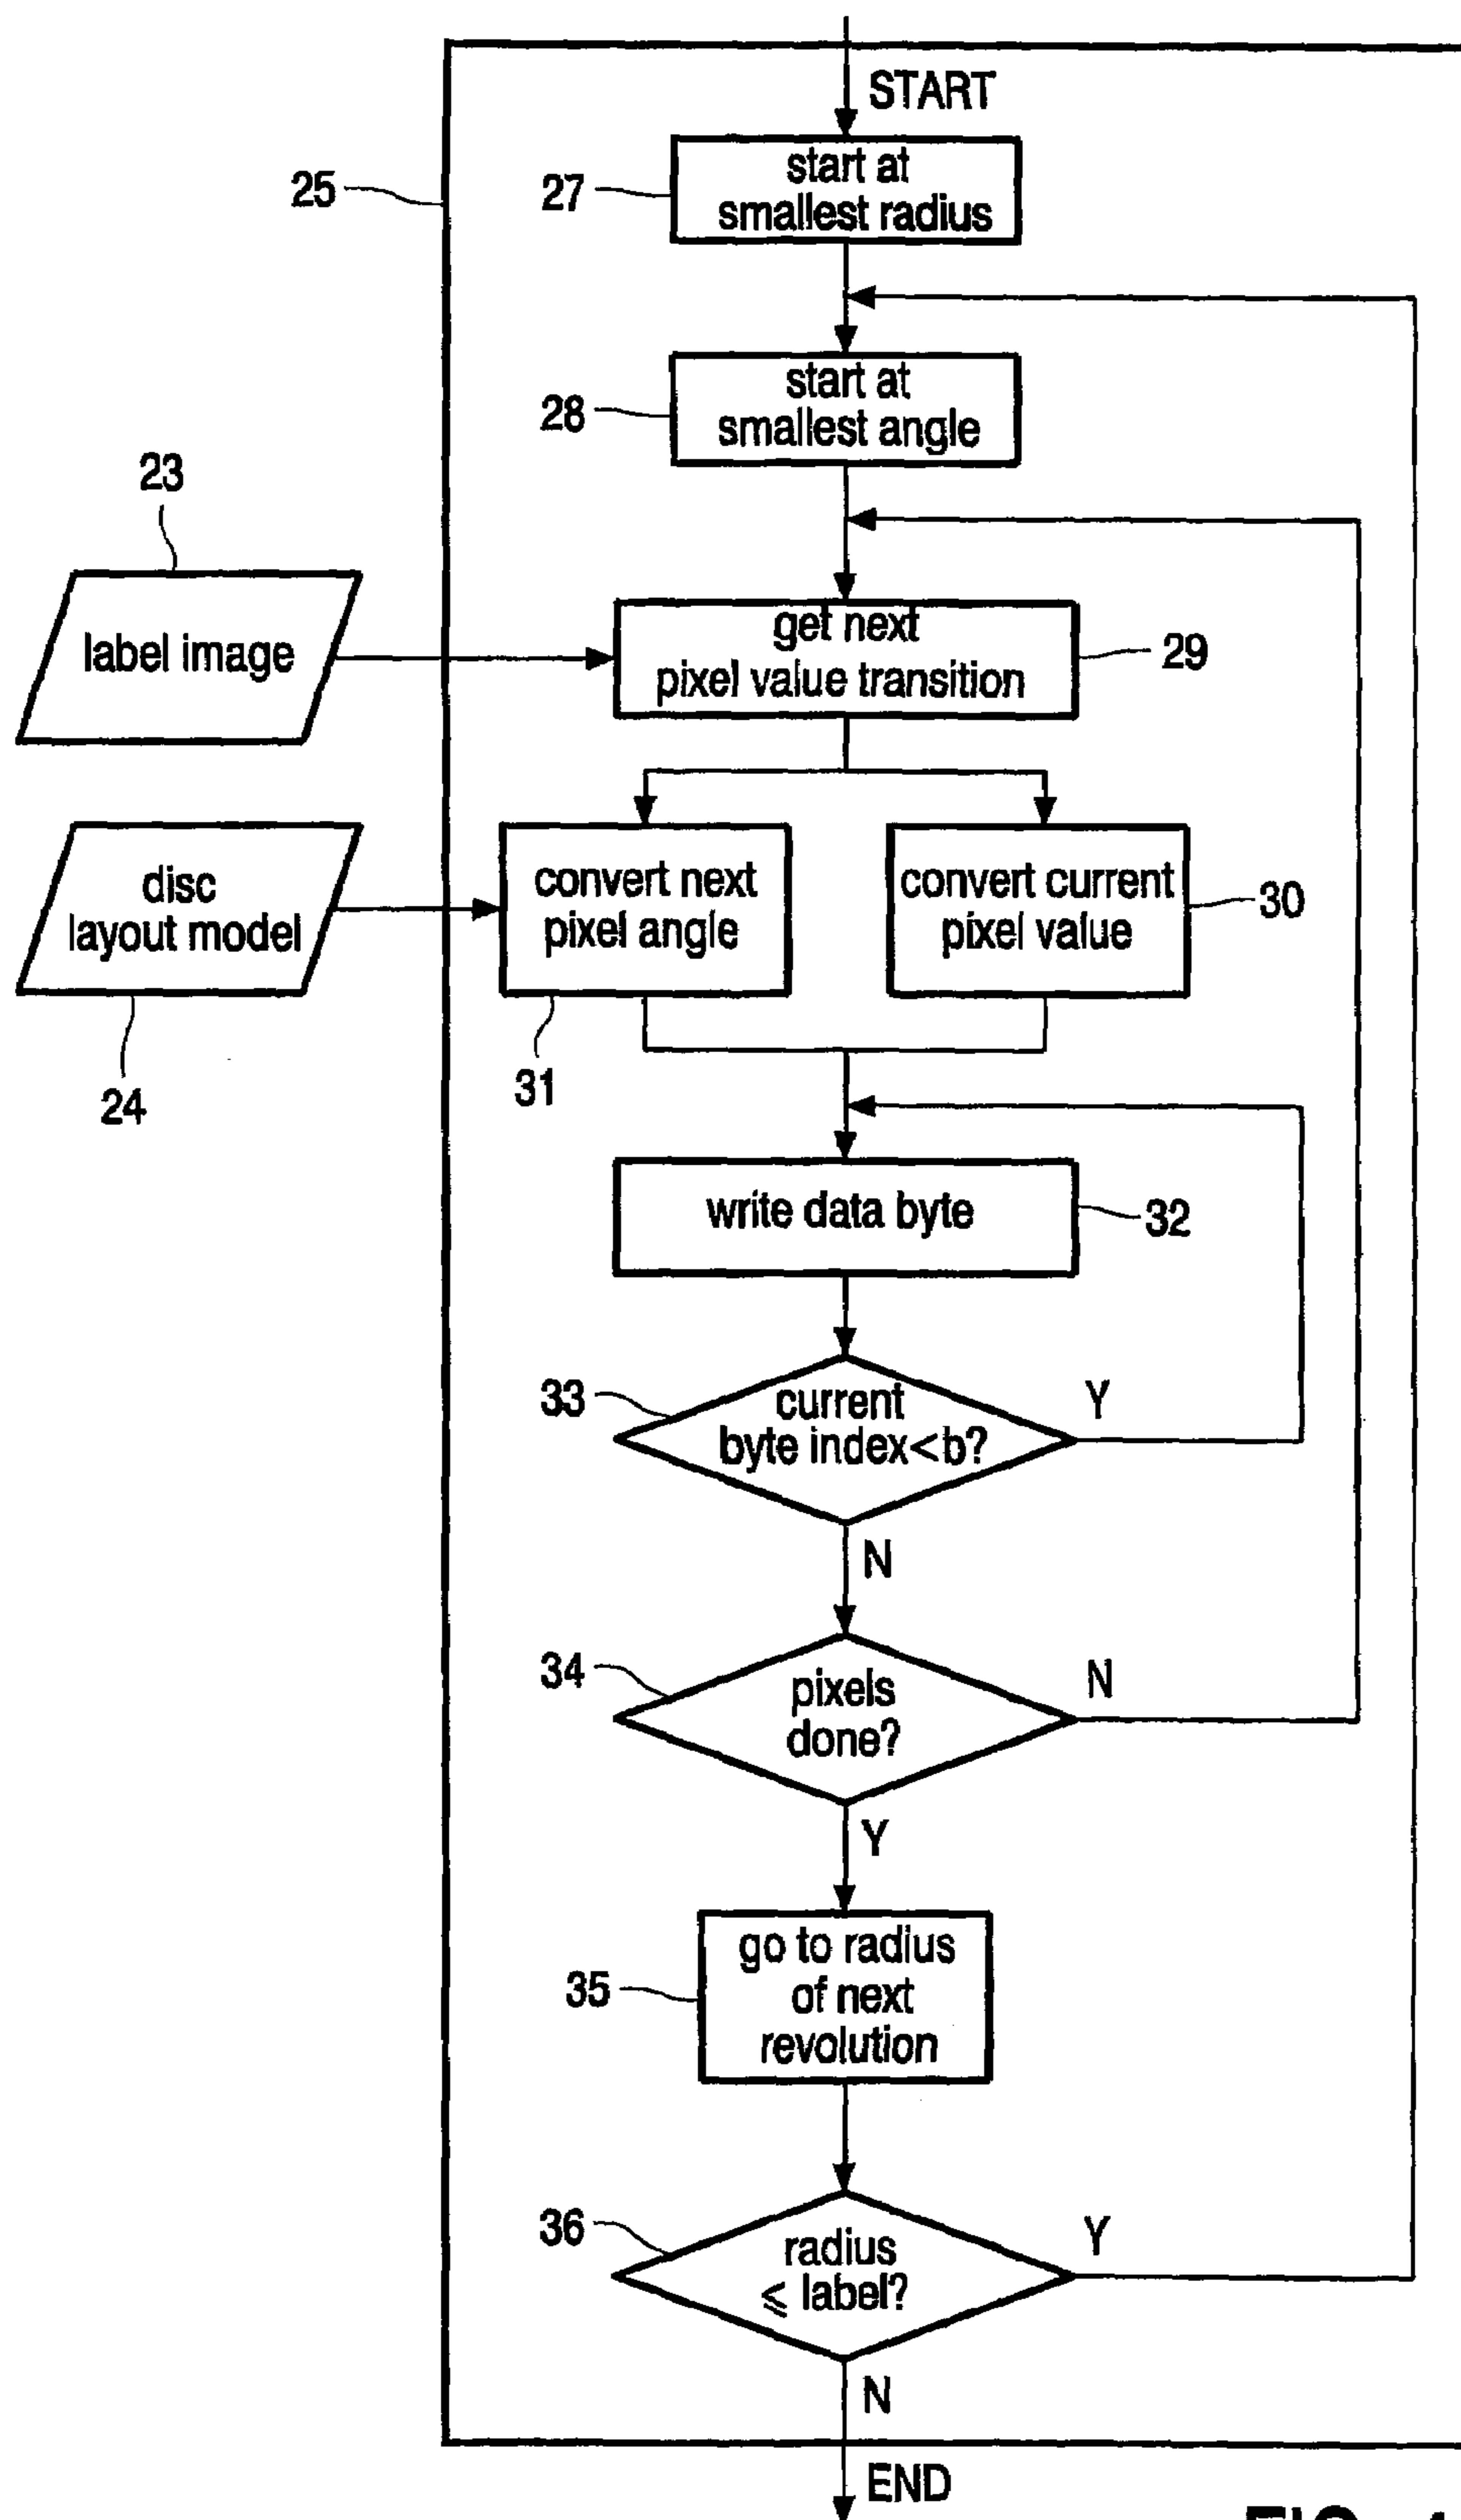 START
start at
smallest radius
25
27
start at
smallest angle
28
23
label image
get next
pixel value transition
29
disc
layout model
24
convert next
pixel angle
31
convert current
pixel value
30
write data byte
32
33
current
byte index<b?
Y
N
34
pixels
done?
N
Y
35
go to radius
of next
revolution
36
radius
⩽ label?
Y
N
END